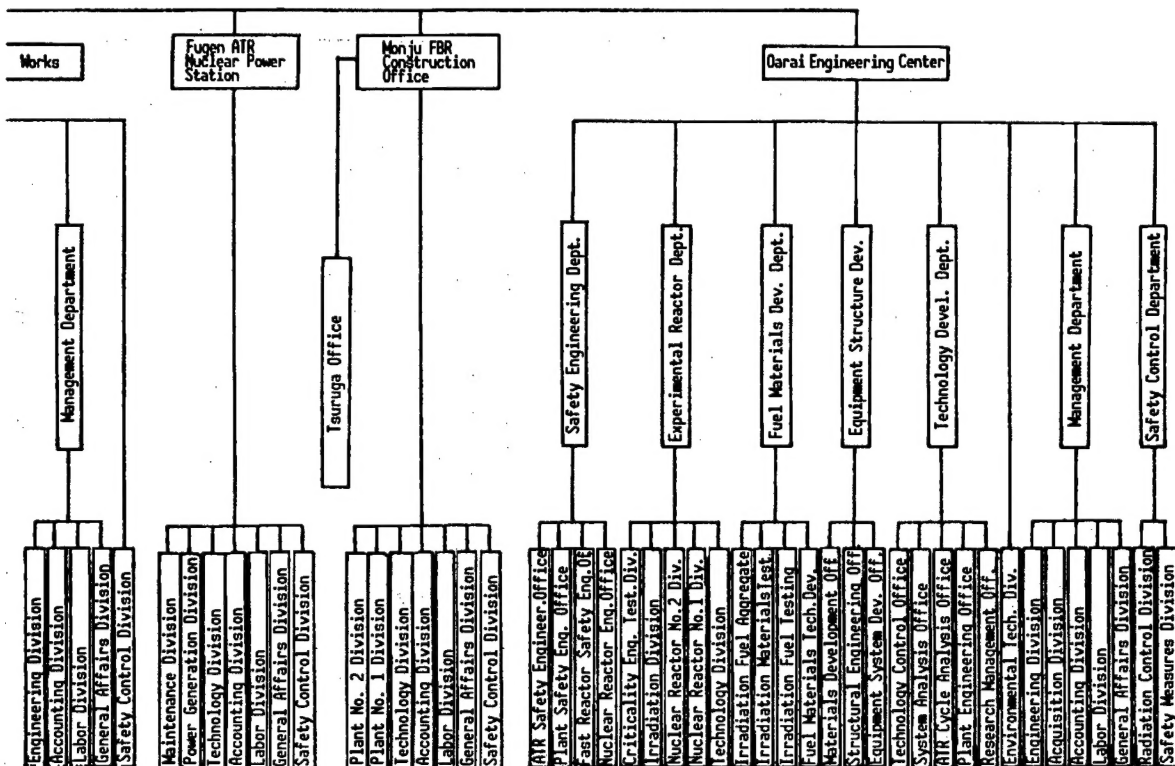 Works
Fugen ATR
Nuclear Power
Station
Monju FBR
Construction
Office
Oarai Engineering Center
Management Department
Tsuruga Office
Safety Engineering Dept.
Experimental Reactor Dept.
Fuel Materials Dev. Dept.
Equipment Structure Dev.
Technology Devel. Dept.
Management Department
Safety Control Department
Engineering Division
Accounting Division
Labor Division
General Affairs Division
Safety Control Division
Maintenance Division
Power Generation Division
Technology Division
Accounting Division
Labor Division
General Affairs Division
Safety Control Division
Plant No. 2 Division
Plant No. 1 Division
Technology Division
Accounting Division
Labor Division
General Affairs Division
Safety Control Division
ATR Safety Engineer.Office
Plant Safety Eng. Office
Fast Reactor Safety Eng.Of
Nuclear Reactor Eng.Office
Criticality Eng. Test.Div.
Irradiation Division
Nuclear Reactor No.2 Div.
Nuclear Reactor No.1 Div.
Technology Division
Irradiation Fuel Aggregate
Irradiation MaterialsTest.
Irradiation Fuel Testing
Fuel Materials Tech.Dev.
Materials Development Off.
Structural Engineering Off.
Equipment System Dev. Off.
Technology Control Office
System Analysis Office
ATR Cycle Analysis Office
Plant Engineering Office
Research Management Off.
Environmental Tech. Div.
Engineering Division
Acquisition Division
Accounting Division
Labor Division
General Affairs Division
Radiation Control Division
Safety Measures Division